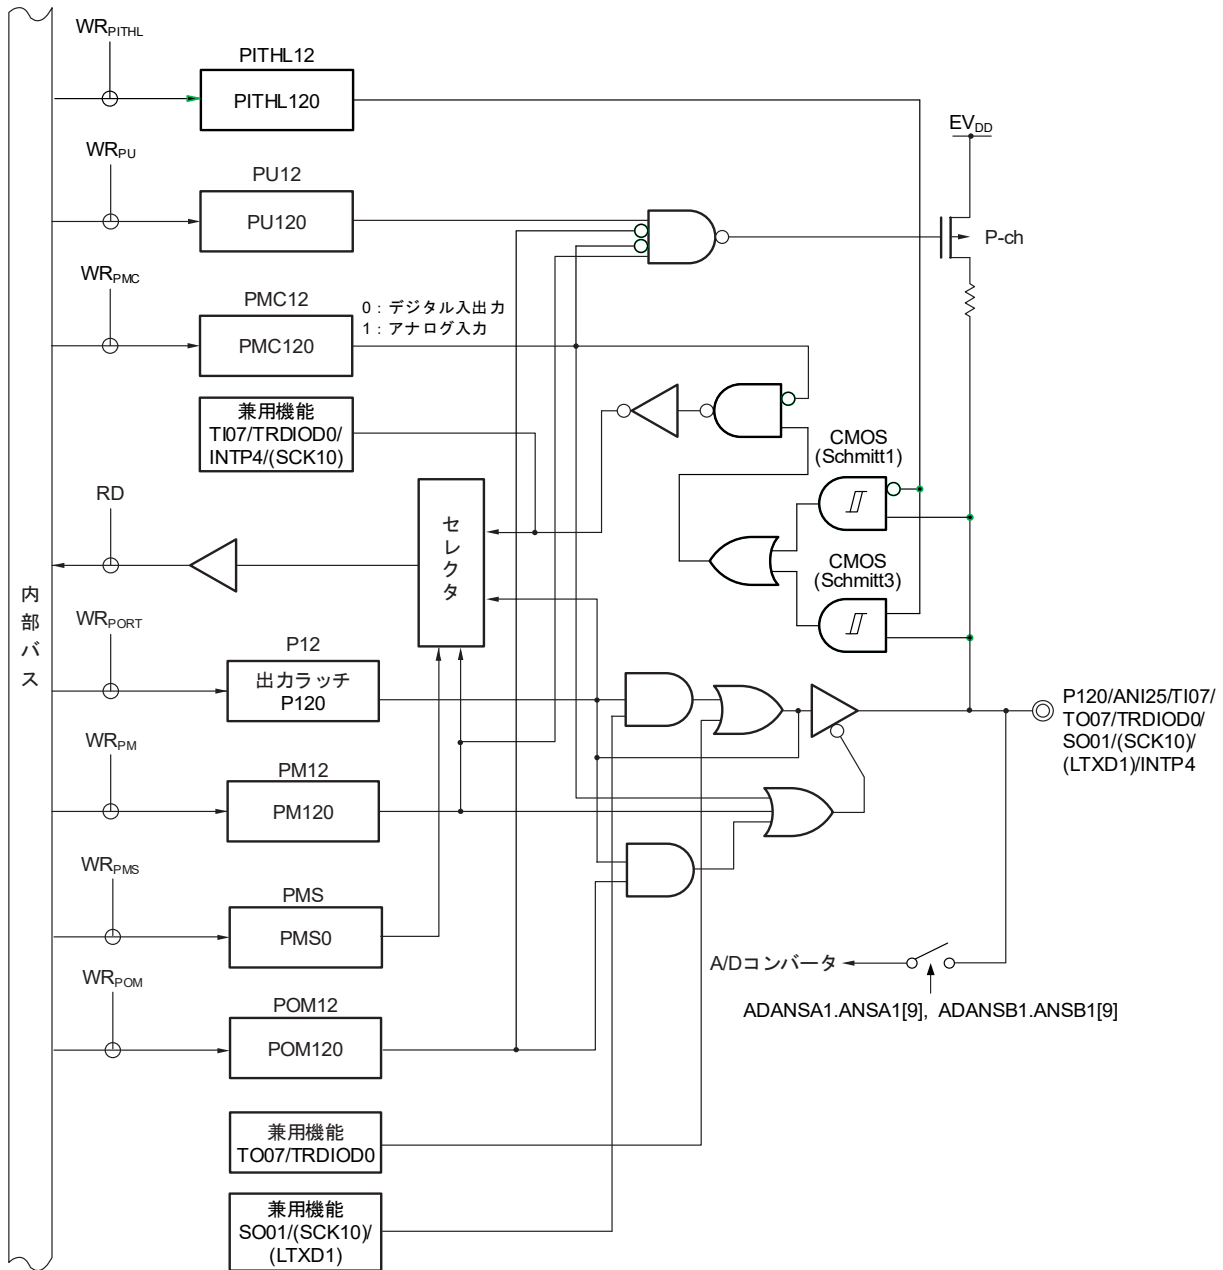 WRPITHL
PITHL12
PITHL120
WRPU
PU12
PU120
WRPMC
PMC12
PMC120
0：デジタル入出力
1：アナログ入力
EVDD
P-ch
兼用機能
TI07/TRDIOD0/
INTP4/(SCK10)
CMOS
(Schmitt1)
RD
セレクタ
CMOS
(Schmitt3)
内部バス
WRPORT
P12
出力ラッチ
P120
P120/ANI25/TI07/
TO07/TRDIOD0/
SO01/(SCK10)/
(LTXD1)/INTP4
WRPM
PM12
PM120
WRPMS
PMS
PMS0
A/Dコンバータ
ADANSA1.ANSA1[9], ADANSB1.ANSB1[9]
WRPOM
POM12
POM120
兼用機能
TO07/TRDIOD0
兼用機能
SO01/(SCK10)/
(LTXD1)